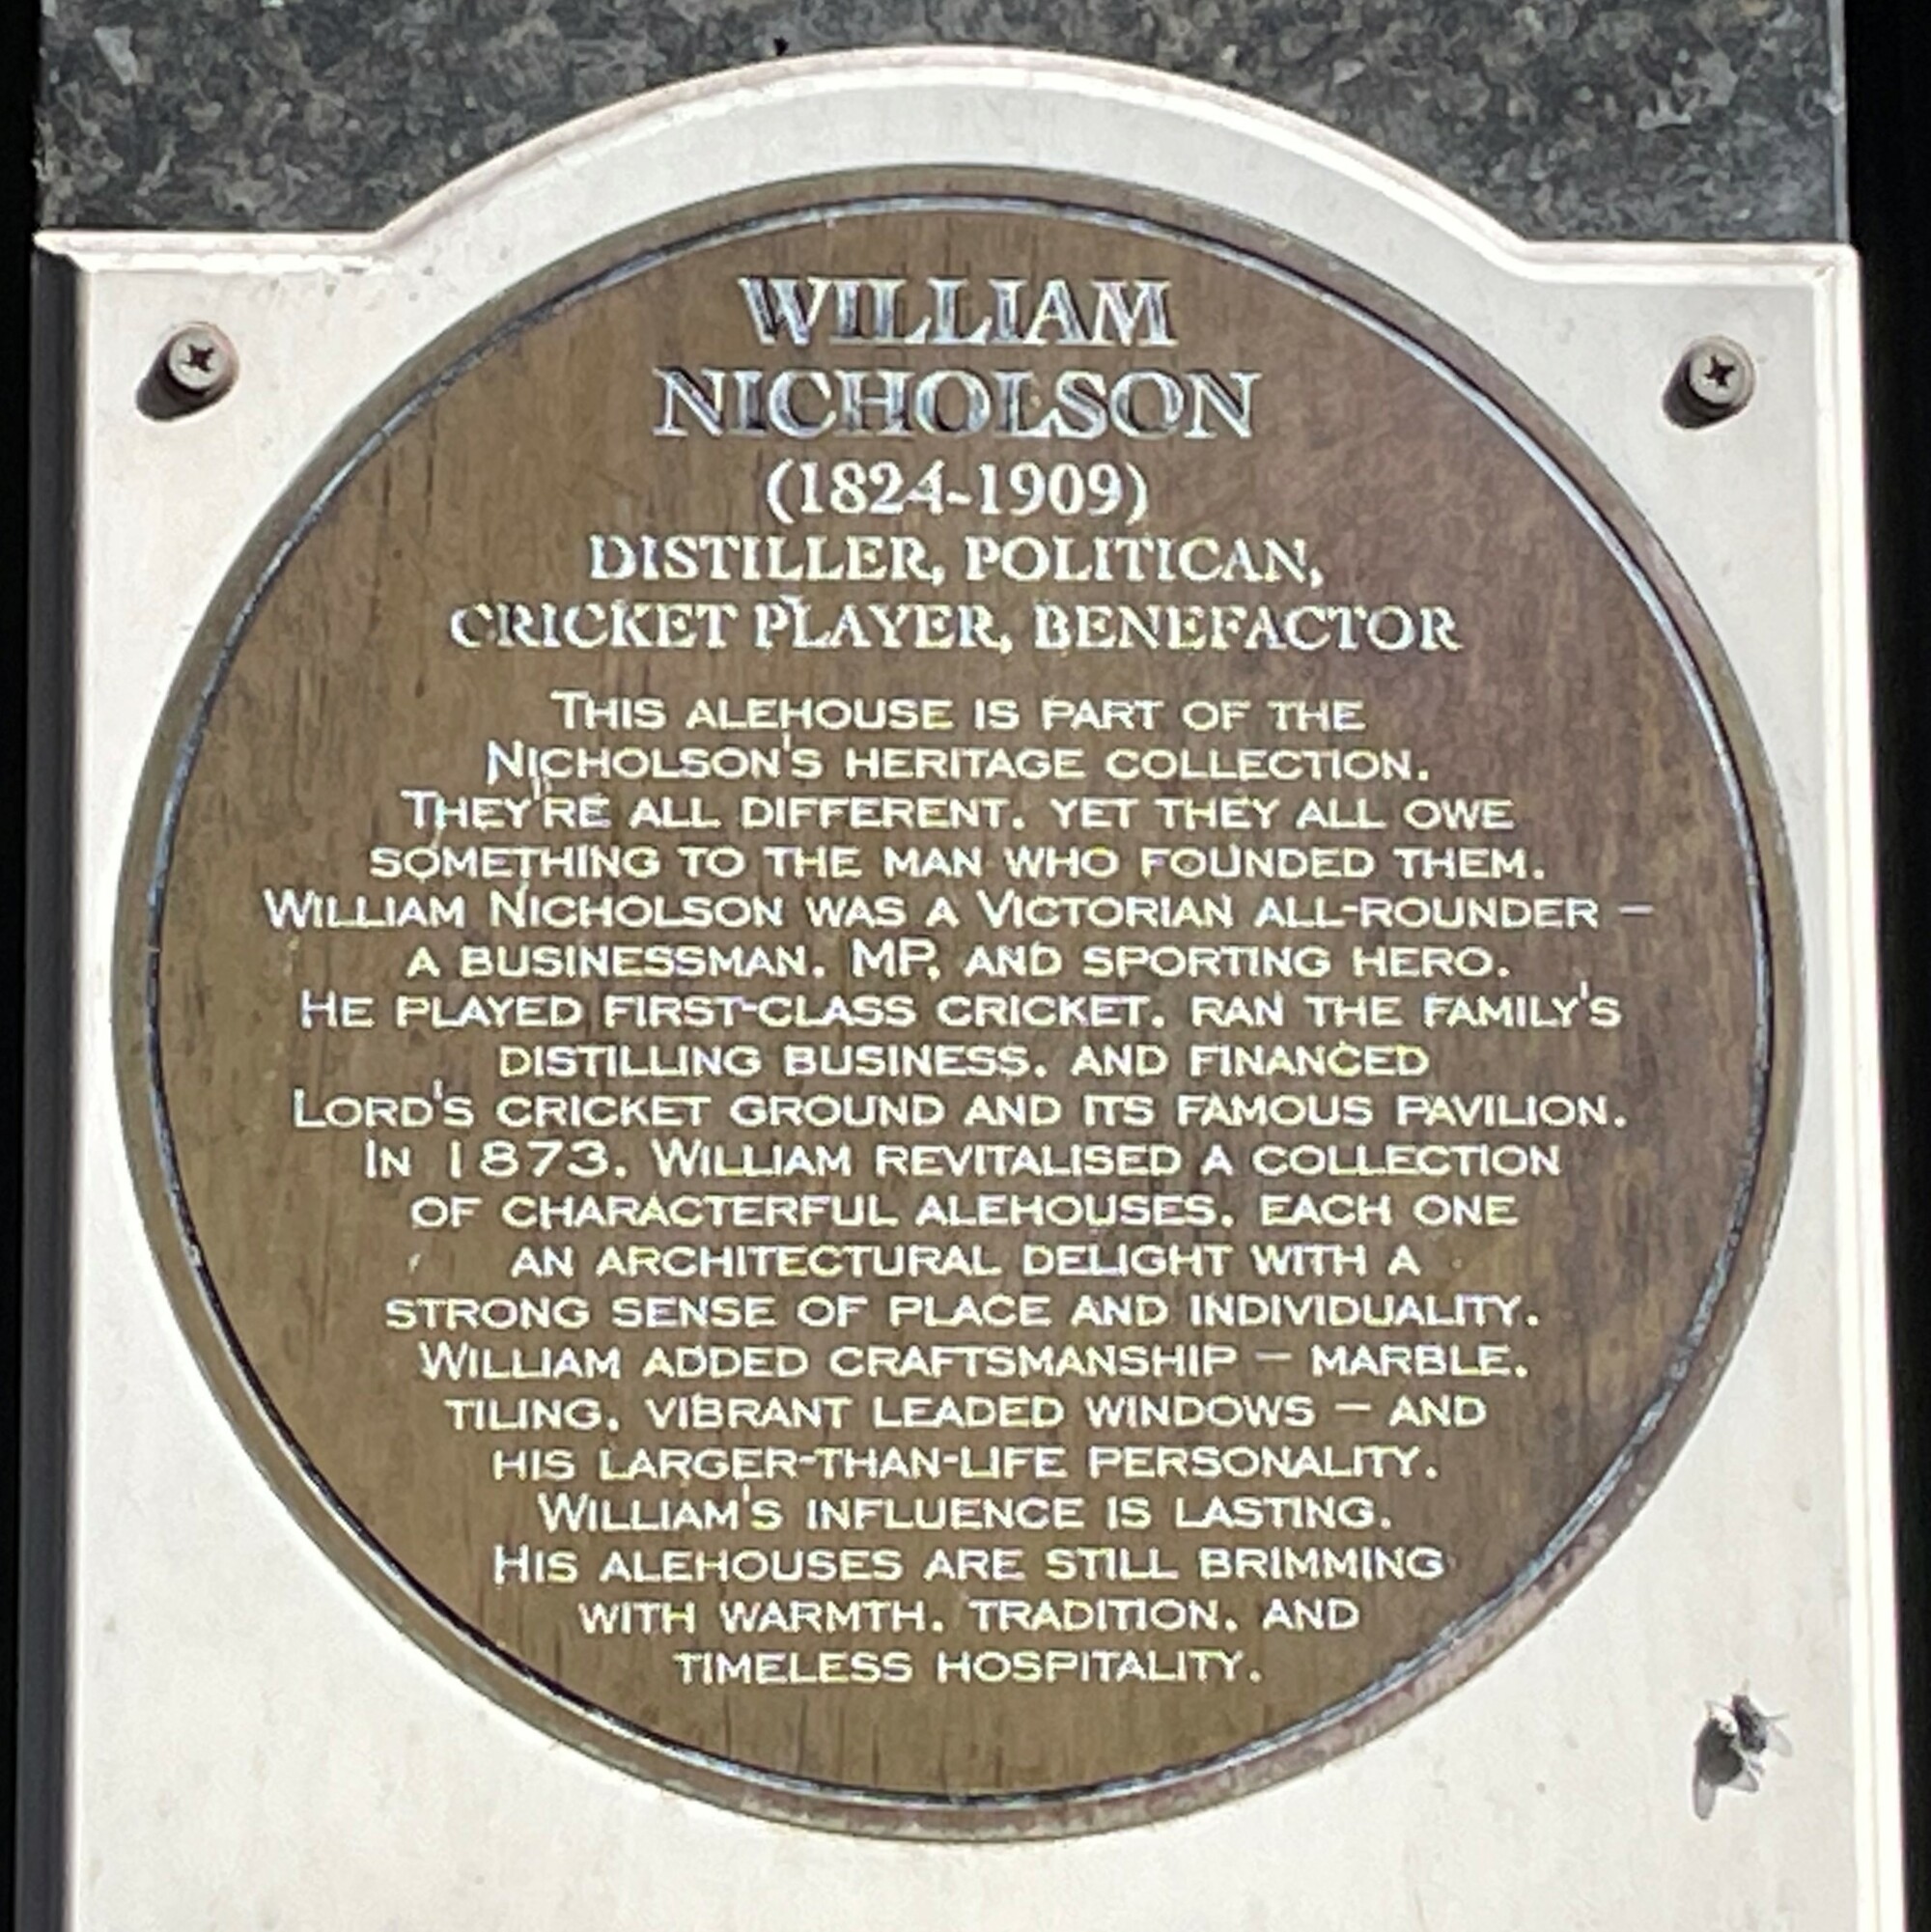 WILLIAM
NICHOLSON
(1824-1909)
DISTILLER, POLITICAN,
CRICKET PLAYER, BENEFACTOR
THIS ALEHOUSE IS PART OF THE
NICHOLSON'S HERITAGE COLLECTION.
THEY'RE ALL DIFFERENT, YET THEY ALL OWE
SOMETHING TO THE MAN WHO FOUNDED THEM.
WILLIAM NICHOLSON WAS A VICTORIAN ALL-ROUNDER –
A BUSINESSMAN, MP, AND SPORTING HERO.
HE PLAYED FIRST-CLASS CRICKET, RAN THE FAMILY'S
DISTILLING BUSINESS, AND FINANCED
LORD'S CRICKET GROUND AND ITS FAMOUS PAVILION.
IN 1873, WILLIAM REVITALISED A COLLECTION
OF CHARACTERFUL ALEHOUSES, EACH ONE
AN ARCHITECTURAL DELIGHT WITH A
STRONG SENSE OF PLACE AND INDIVIDUALITY.
WILLIAM ADDED CRAFTSMANSHIP – MARBLE,
TILING, VIBRANT LEADED WINDOWS – AND
HIS LARGER-THAN-LIFE PERSONALITY.
WILLIAM'S INFLUENCE IS LASTING.
HIS ALEHOUSES ARE STILL BRIMMING
WITH WARMTH, TRADITION, AND
TIMELESS HOSPITALITY.